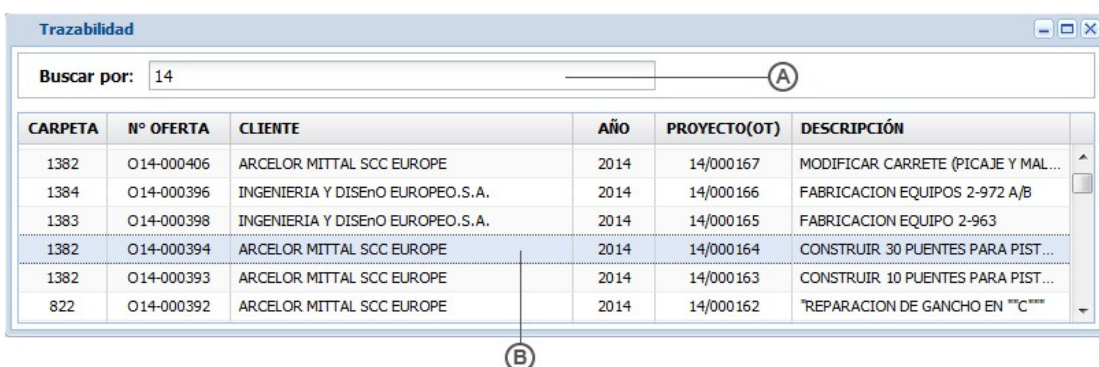 Trazabilidad
Buscar por: 14 A
CARPETA Nº OFERTA CLIENTE AÑO PROYECTO(OT) DESCRIPCIÓN
1382 O14-000406 ARCELOR MITTAL SCC EUROPE 2014 14/000167 MODIFICAR CARRETE (PICAJE Y MAL...
1384 O14-000396 INGENIERIA Y DISEnO EUROPEO.S.A. 2014 14/000166 FABRICACION EQUIPOS 2-972 A/B
1383 O14-000398 INGENIERIA Y DISEnO EUROPEO.S.A. 2014 14/000165 FABRICACION EQUIPO 2-963
1382 O14-000394 ARCELOR MITTAL SCC EUROPE 2014 14/000164 CONSTRUIR 30 PUENTES PARA PIST...
1382 O14-000393 ARCELOR MITTAL SCC EUROPE 2014 14/000163 CONSTRUIR 10 PUENTES PARA PIST...
822 O14-000392 ARCELOR MITTAL SCC EUROPE 2014 14/000162 "REPARACION DE GANCHO EN ""C"""
B